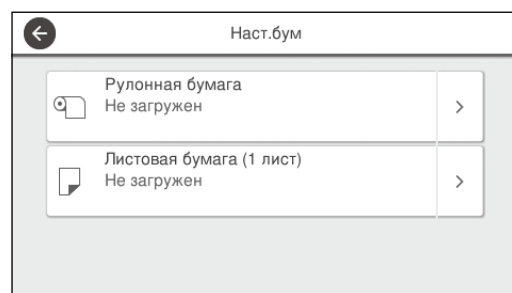 Наст.бум
Рулонная бумага
Не загружен
Листовая бумага (1 лист)
Не загружен